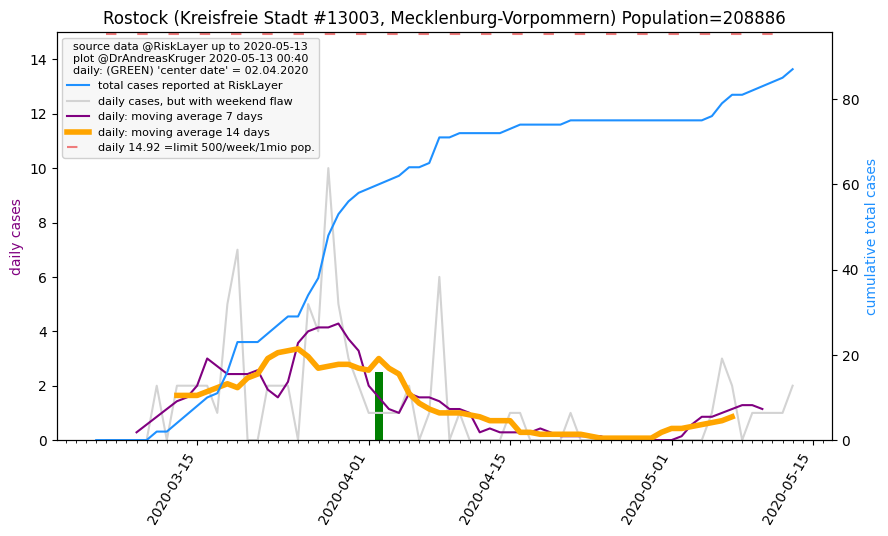 Rostock (Kreisfreie Stadt #13003, Mecklenburg-Vorpommern) Population=208886
source data @RiskLayer up to 2020-05-13
plot @DrAndreasKruger 2020-05-13 00:40
daily: (GREEN) 'center date' = 02.04.2020
total cases reported at RiskLayer
daily cases, but with weekend flaw
daily: moving average 7 days
daily: moving average 14 days
daily 14.92 =limit 500/week/1mio pop.
14
12
10
8
6
4
2
0
daily cases
80
60
40
20
0
cumulative total cases
2020-03-15
2020-04-01
2020-04-15
2020-05-01
2020-05-15